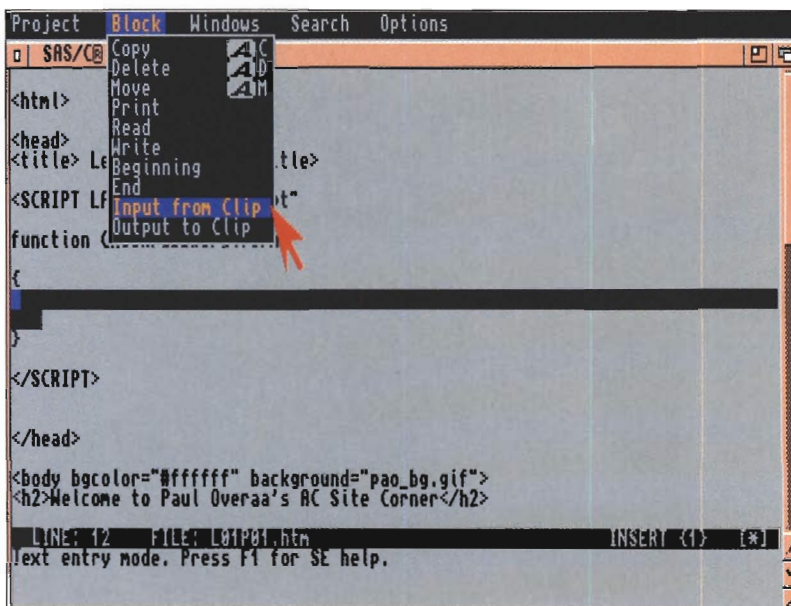 Project Block Windows Search Options
SAS/C®
Copy A C
Delete A D
Move A M
Print
Read
Write
Beginning
End
Input from Clip
Output to Clip
<html>
<head>
<title> tle>
<SCRIPT
function
{
}
</SCRIPT>
</head>
<body bgcolor="#ffffff" background="pao_bg.gif">
<h2>Welcome to Paul Overaa's AC Site Corner</h2>
LINE: 12 FILE: L01P01.htm INSERT {1} [*]
Text entry mode. Press F1 for SE help.